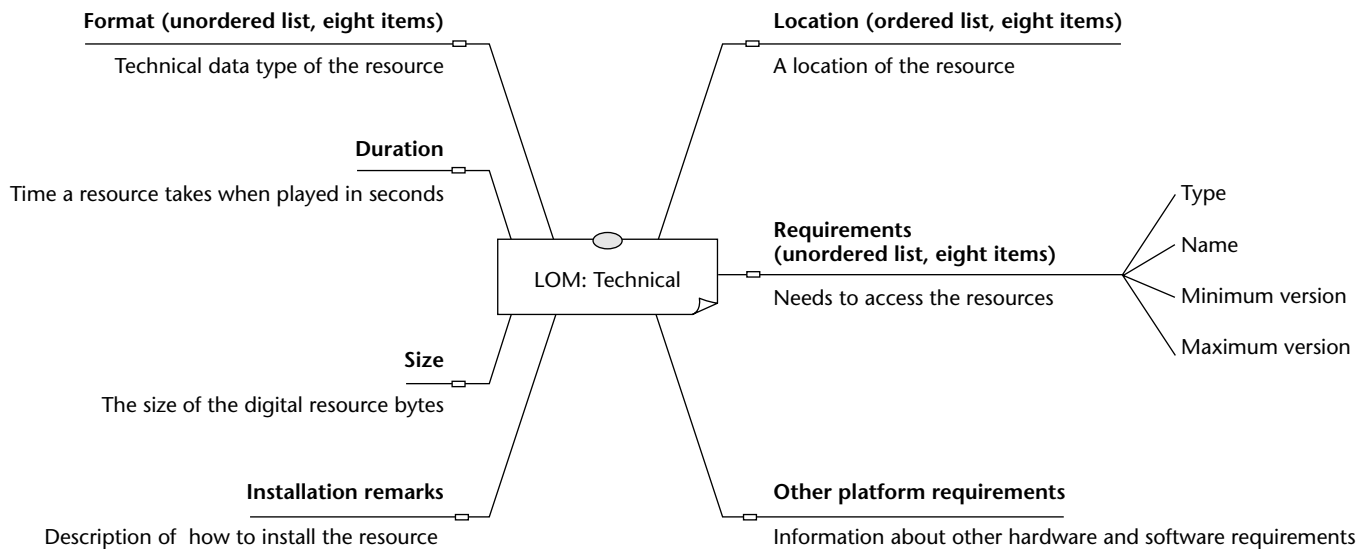 Format (unordered list, eight items)
Technical data type of the resource
Duration
Time a resource takes when played in seconds
Size
The size of the digital resource bytes
Installation remarks
Description of how to install the resource
LOM: Technical
Location (ordered list, eight items)
A location of the resource
Requirements
(unordered list, eight items)
Needs to access the resources
Type
Name
Minimum version
Maximum version
Other platform requirements
Information about other hardware and software requirements